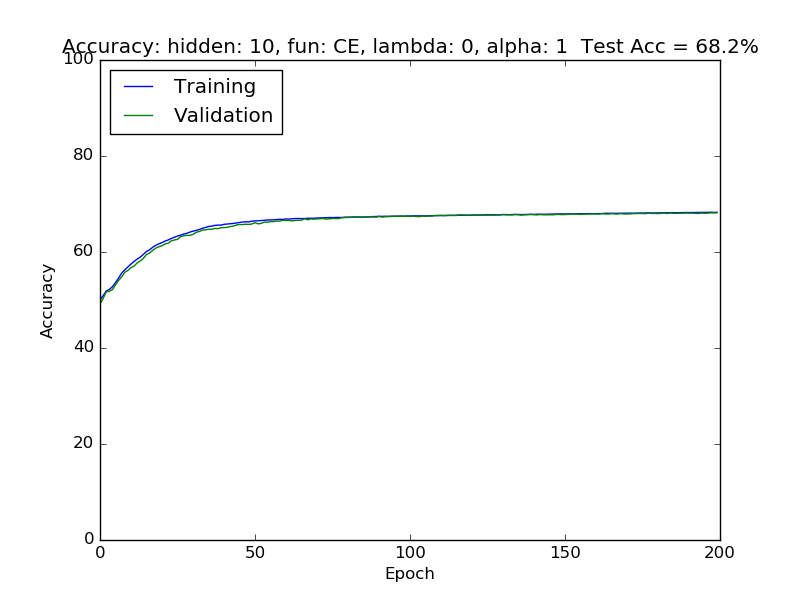 Accuracy: hidden: 10, fun: CE, lambda: 0, alpha: 1  Test Acc = 68.2%
100
Training
Validation
80
60
40
20
0
Accuracy
0 50 100 150 200
Epoch